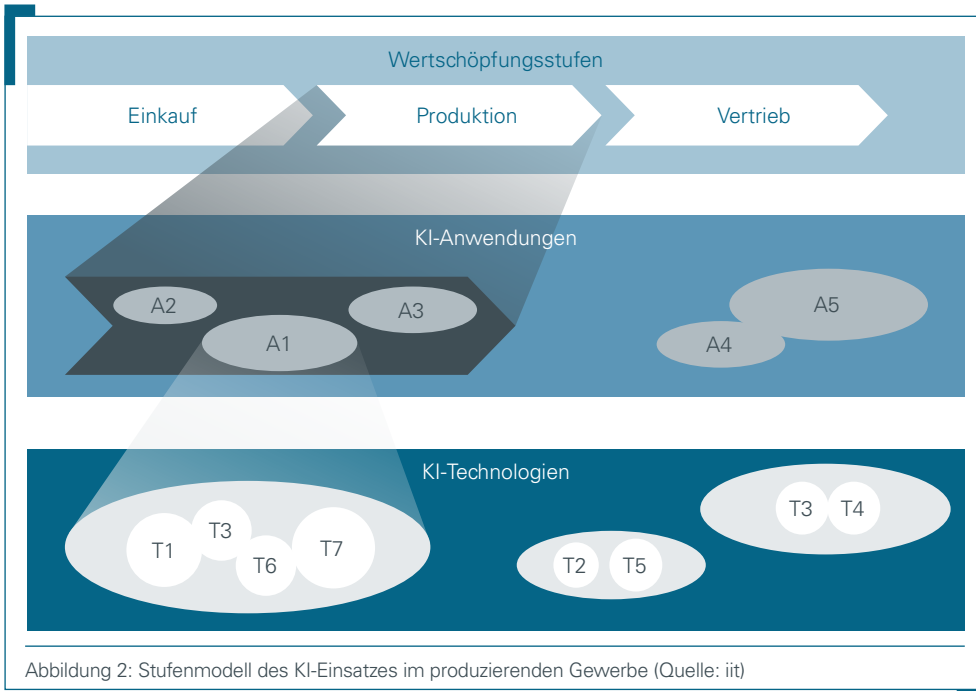 Wertschöpfungsstufen
Einkauf
Produktion
Vertrieb
KI-Anwendungen
A2
A1
A3
A4
A5
KI-Technologien
T1
T3
T6
T7
T2
T5
T3
T4
Abbildung 2: Stufenmodell des KI-Einsatzes im produzierenden Gewerbe (Quelle: iit)